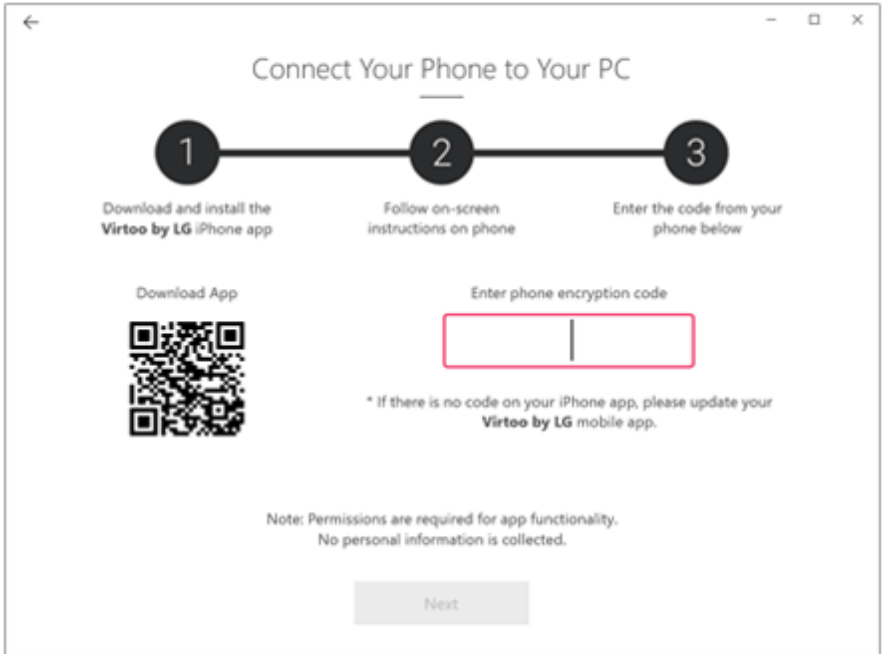 Connect Your Phone to Your PC
1
2
3
Download and install the
Virtoo by LG iPhone app
Follow on-screen
instructions on phone
Enter the code from your
phone below
Download App
Enter phone encryption code
* If there is no code on your iPhone app, please update your
Virtoo by LG mobile app.
Note: Permissions are required for app functionality.
No personal information is collected.
Next